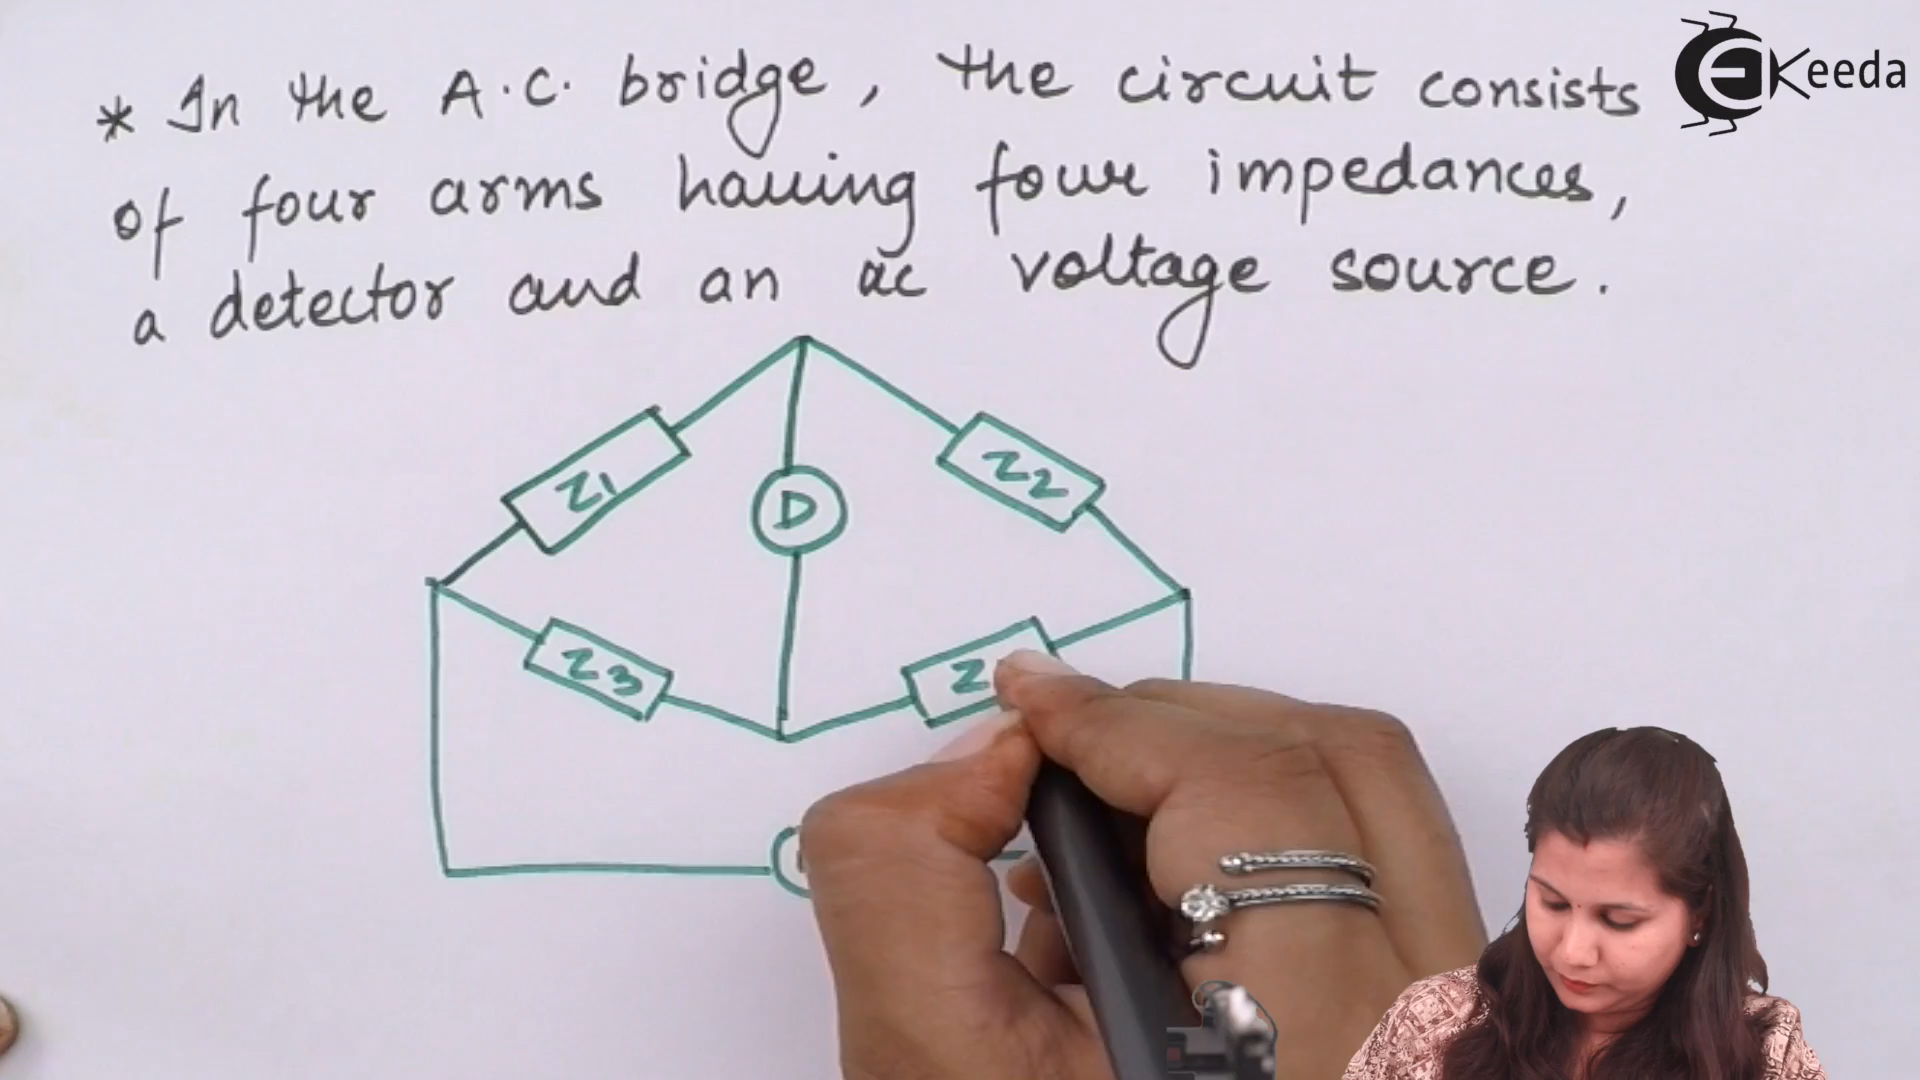 * In the A.C. bridge, the circuit consists
of four arms having four impedances,
a detector and an ac voltage source.
EKeeda
Z1
Z2
D
Z3
Z